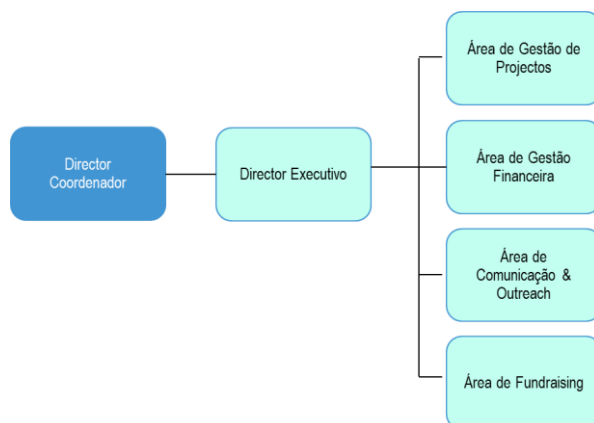 Director
Coordenador
Director Executivo
Área de Gestão de
Projectos
Área de Gestão
Financeira
Área de
Comunicação &
Outreach
Área de Fundraising